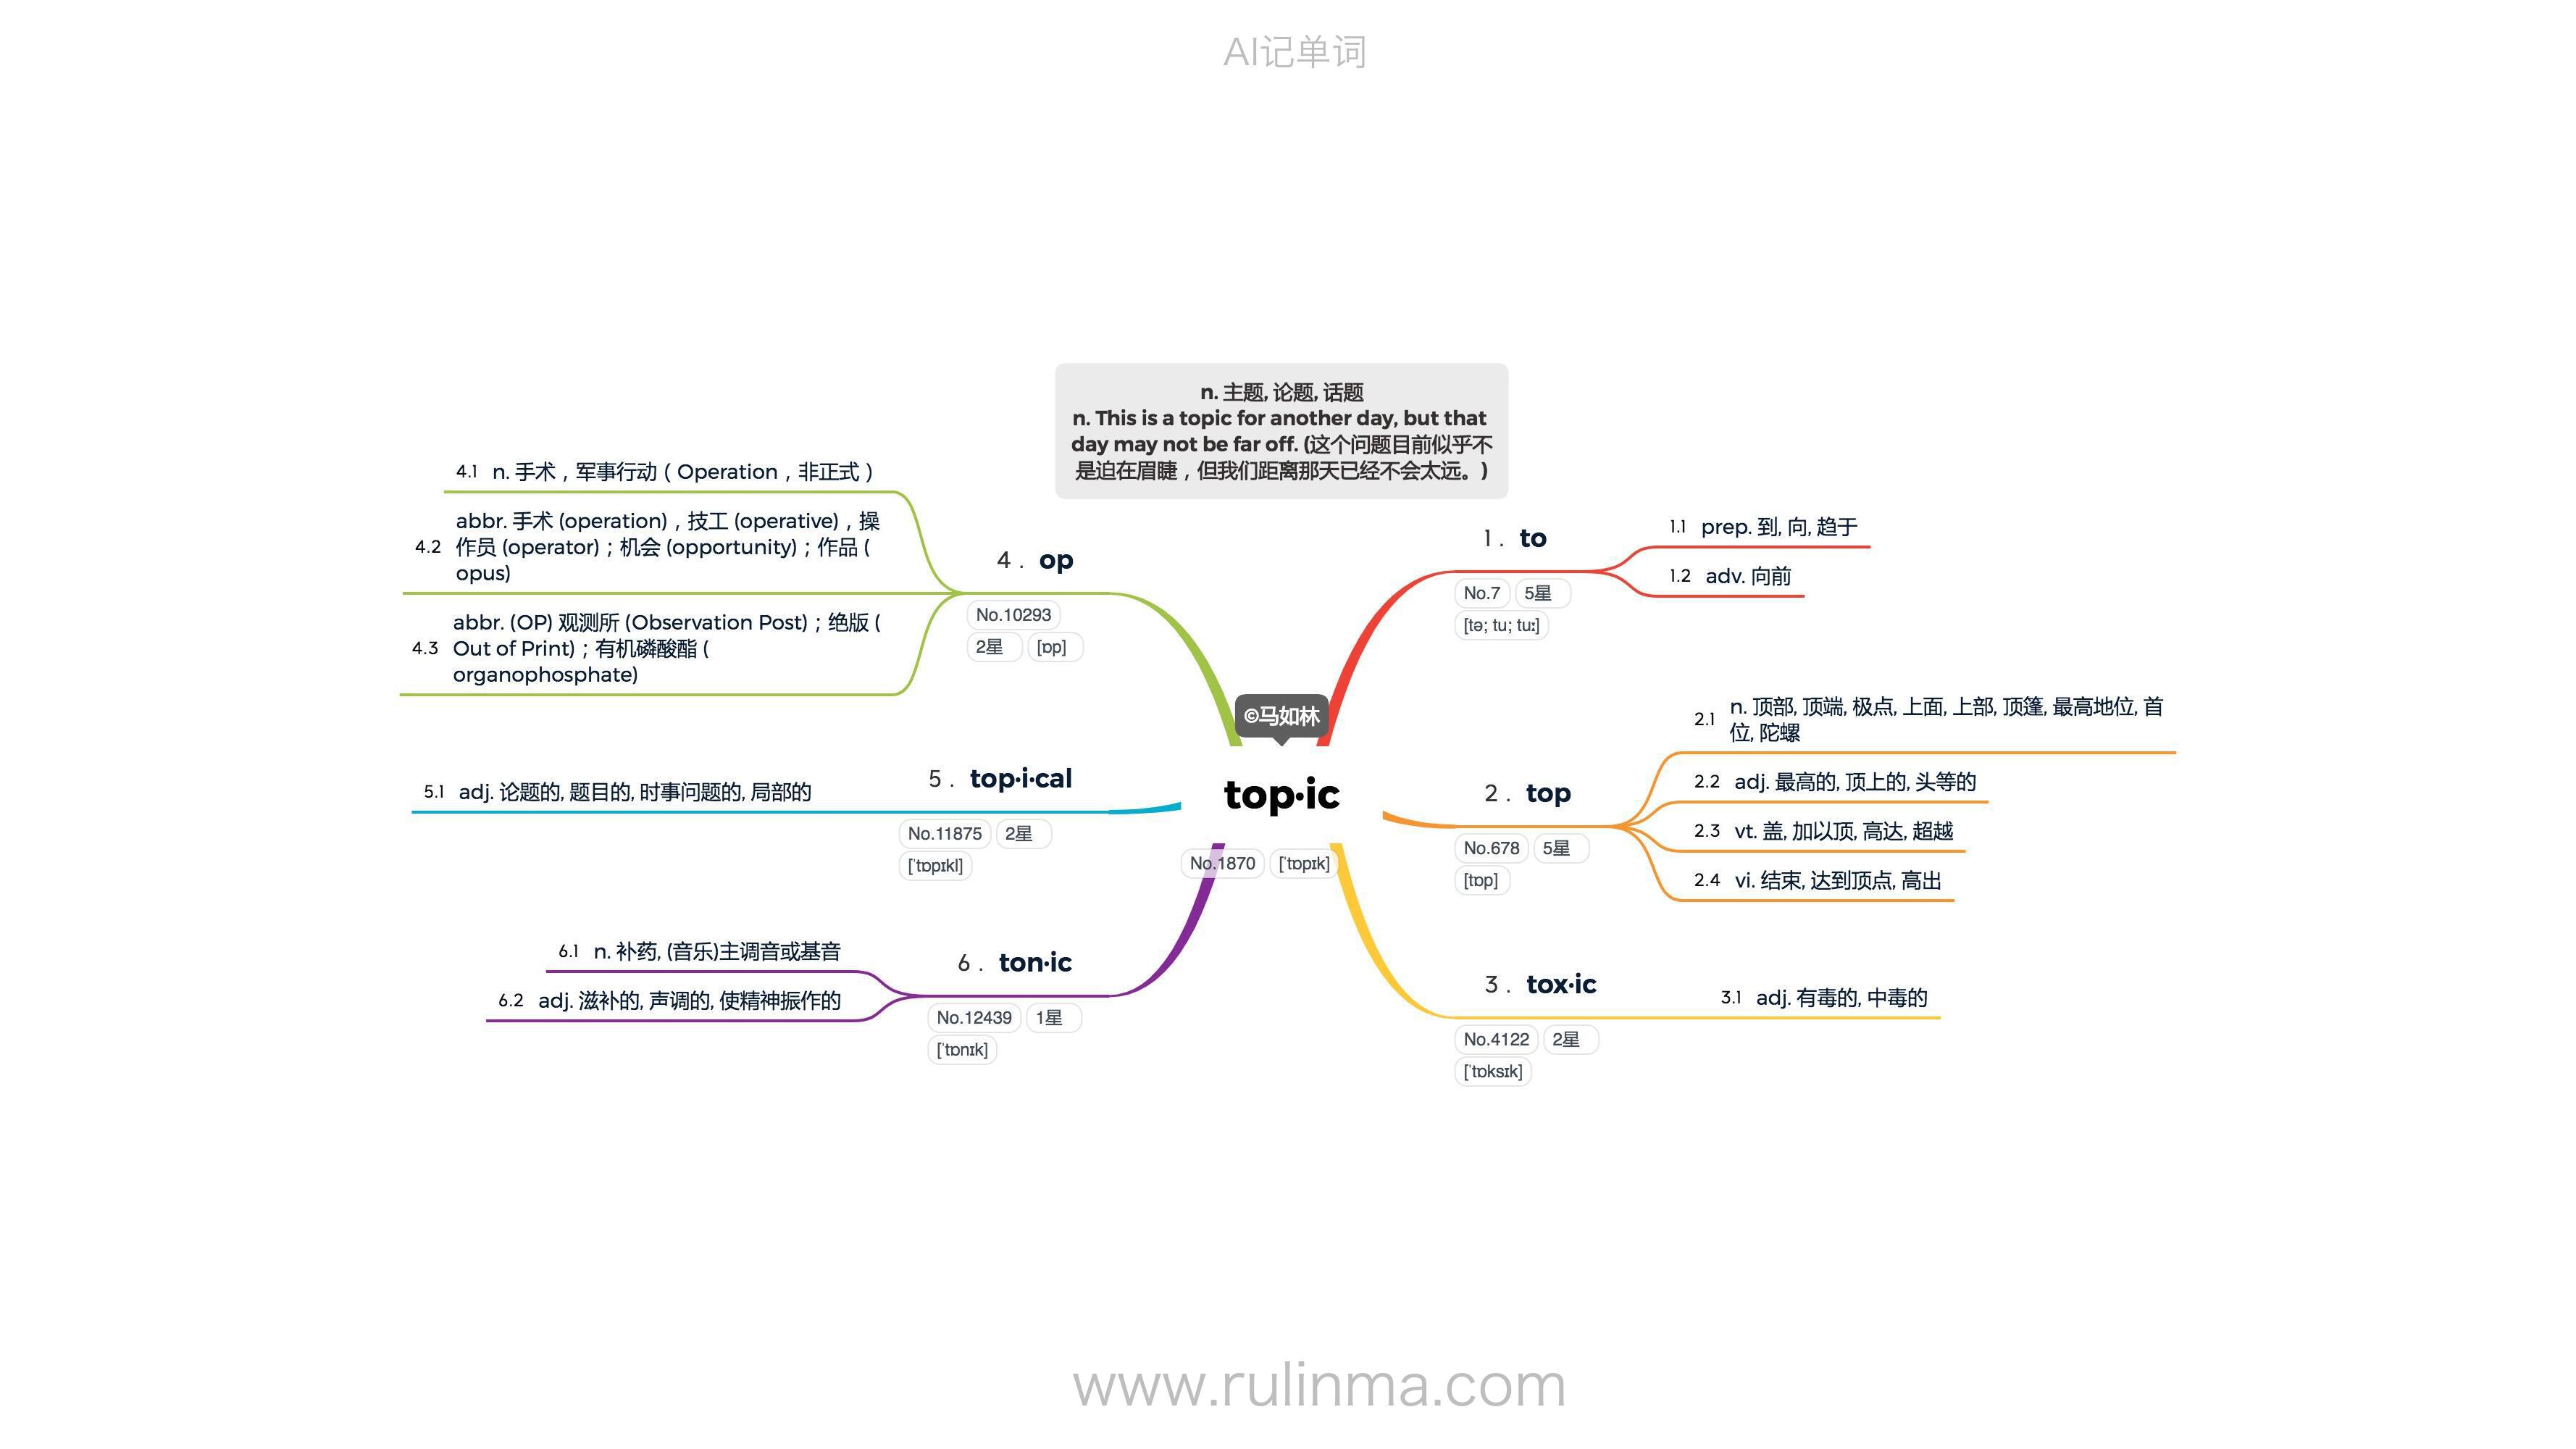 AI记单词
n. 主题, 论题, 话题
n. This is a topic for another day, but that
day may not be far off. (这个问题目前似乎不
是迫在眉睫，但我们距离那天已经不会太远。)
©马如林
top·ic
No.1870 [ˈtɒpɪk]
1. to
No.7 5星
[tə; tu; tuː]
1.1 prep. 到, 向, 趋于
1.2 adv. 向前
2. top
No.678 5星
[tɒp]
2.1 n. 顶部, 顶端, 极点, 上面, 上部, 顶篷, 最高地位, 首
位, 陀螺
2.2 adj. 最高的, 顶上的, 头等的
2.3 vt. 盖, 加以顶, 高达, 超越
2.4 vi. 结束, 达到顶点, 高出
3. tox·ic
No.4122 2星
[ˈtɒksɪk]
3.1 adj. 有毒的, 中毒的
4. op
No.10293
2星 [ɒp]
4.1 n. 手术，军事行动（Operation，非正式）
4.2 abbr. 手术 (operation)，技工 (operative)，操
作员 (operator)；机会 (opportunity)；作品 (
opus)
4.3 abbr. (OP) 观测所 (Observation Post)；绝版 (
Out of Print)；有机磷酸酯 (
organophosphate)
5. top·i·cal
No.11875 2星
[ˈtɒpɪkl]
5.1 adj. 论题的, 题目的, 时事问题的, 局部的
6. ton·ic
No.12439 1星
[ˈtɒnɪk]
6.1 n. 补药, (音乐)主调音或基音
6.2 adj. 滋补的, 声调的, 使精神振作的
www.rulinma.com